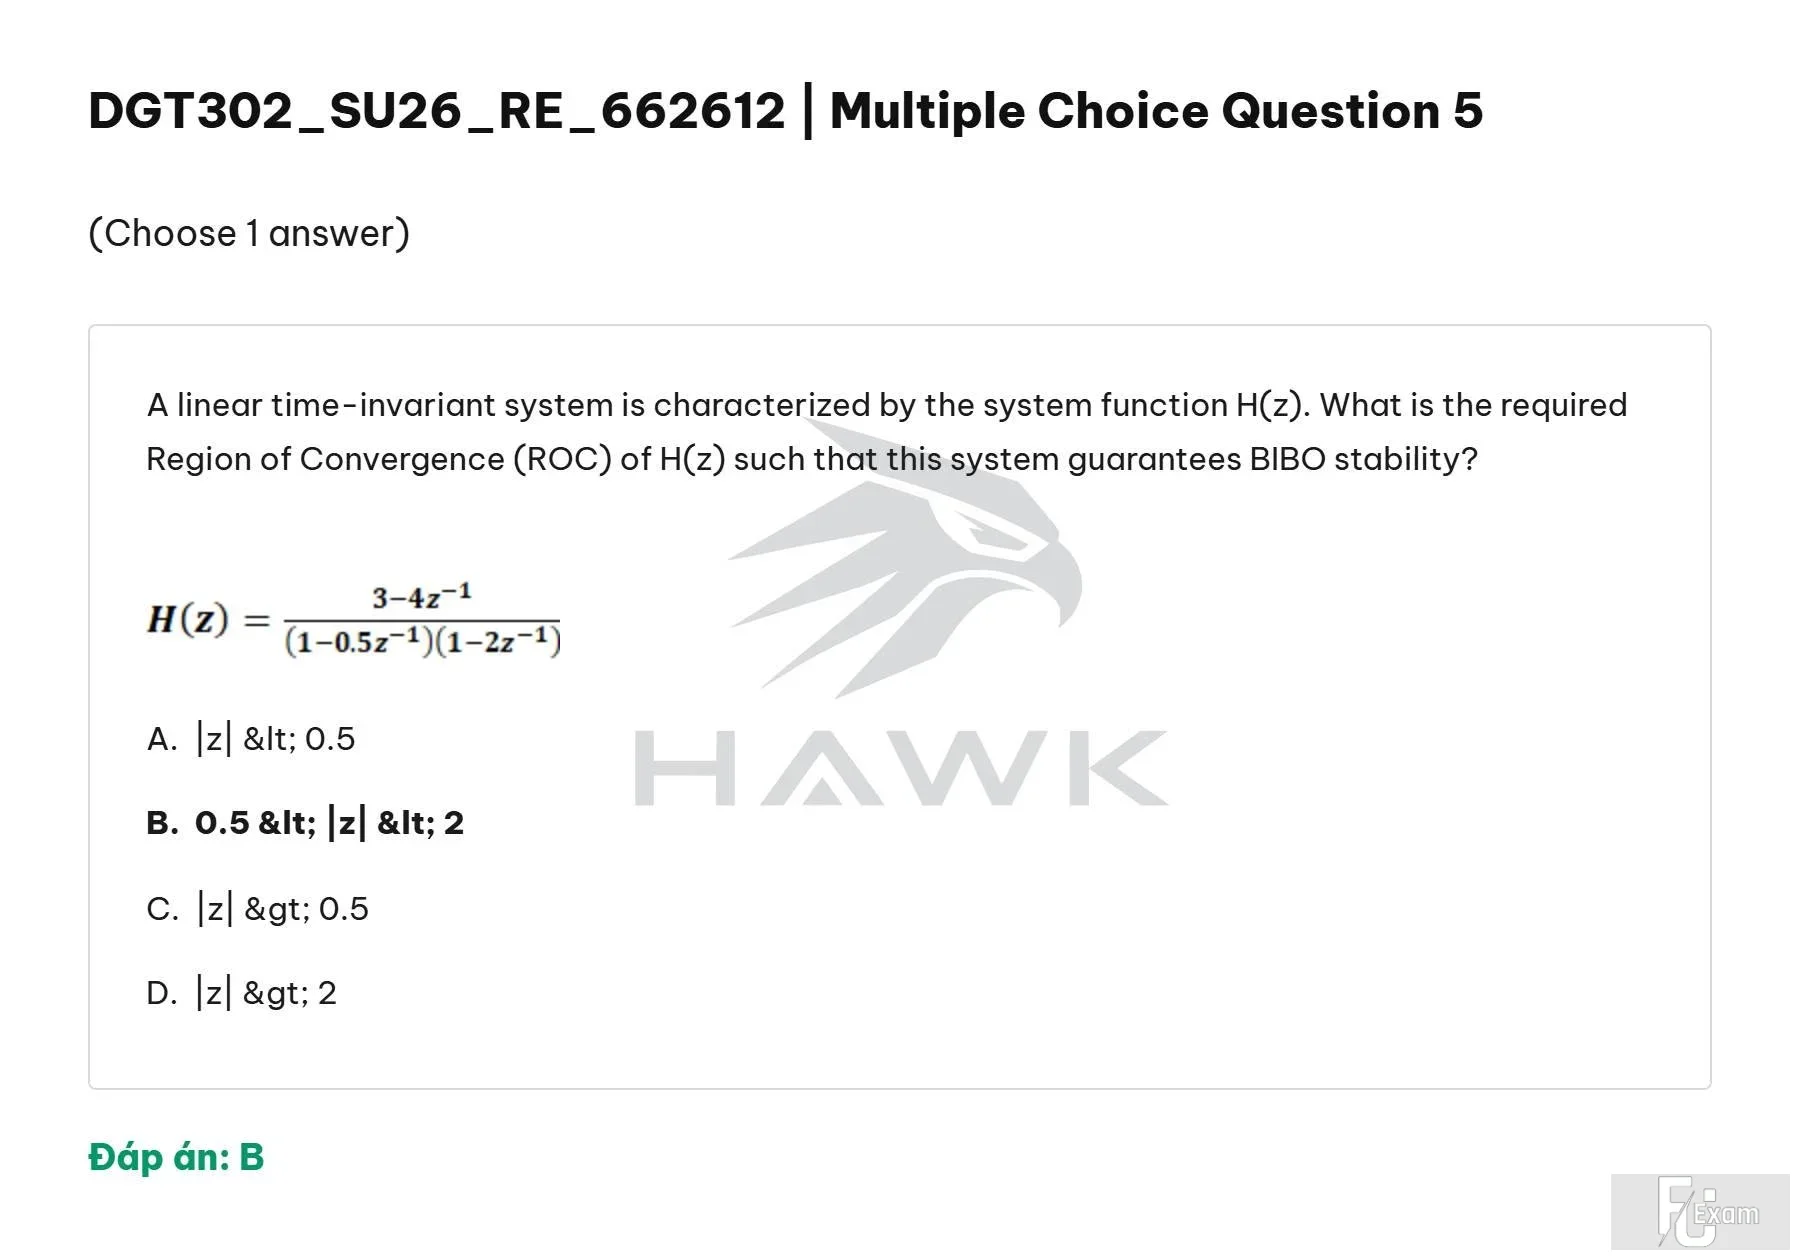 DGT302_SU26_RE_662612 | Multiple Choice Question 5
(Choose 1 answer)
A linear time-invariant system is characterized by the system function H(z). What is the required
Region of Convergence (ROC) of H(z) such that this system guarantees BIBO stability?
H(z) = \frac{3-4z^{-1}}{(1-0.5z^{-1})(1-2z^{-1})}
A. |z| &lt; 0.5
B. 0.5 &lt; |z| &lt; 2
C. |z| &gt; 0.5
D. |z| &gt; 2
HAWK
Đáp án: B
FU Exam